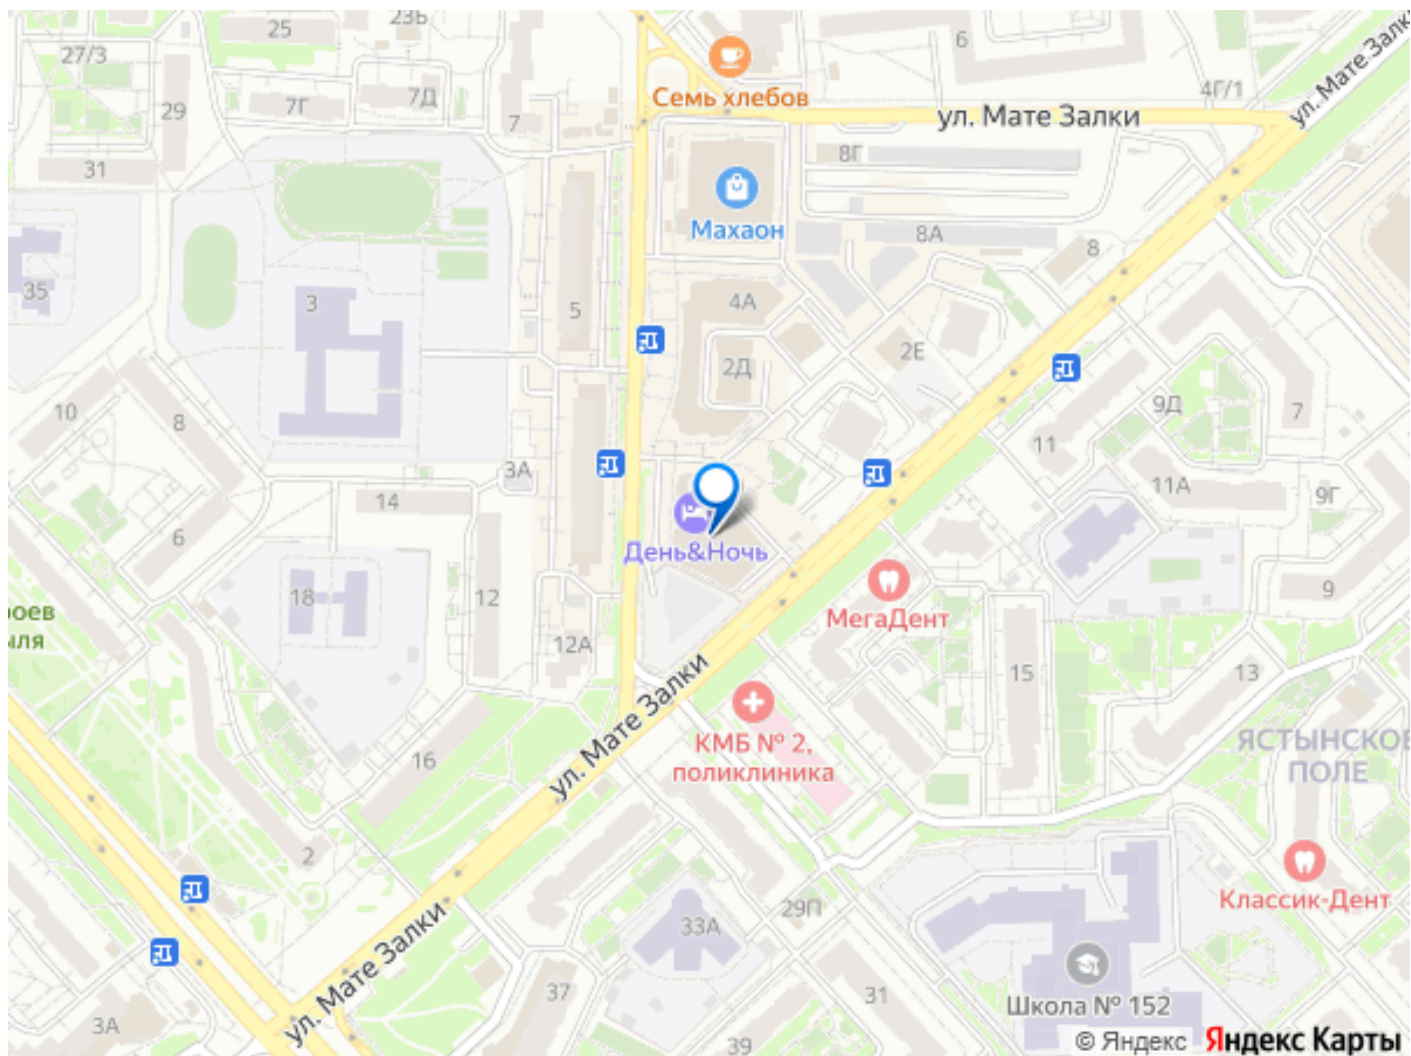 23Б
25
27/3
6
ул. Мате Залки
29
7Г
7Д
7
Семь хлебов
4Г/1
ул. Мате Залки
31
8Г
Махаон
8А
8
35
3
5
4А
2Д
2Е
10
8
9Д
7
11
3А
14
11А
9Г
6
День&Ночь
18
12
9
роев
ыля
МегаДент
12А
15
13
ул. Мате Залки
КМБ № 2,
поликлиника
ЯСТЫНСКОЕ
ПОЛЕ
16
2
Классик-Дент
29П
33А
ул. Мате Залки
37
31
Школа № 152
3А
39
© Яндекс Яндекс Карты